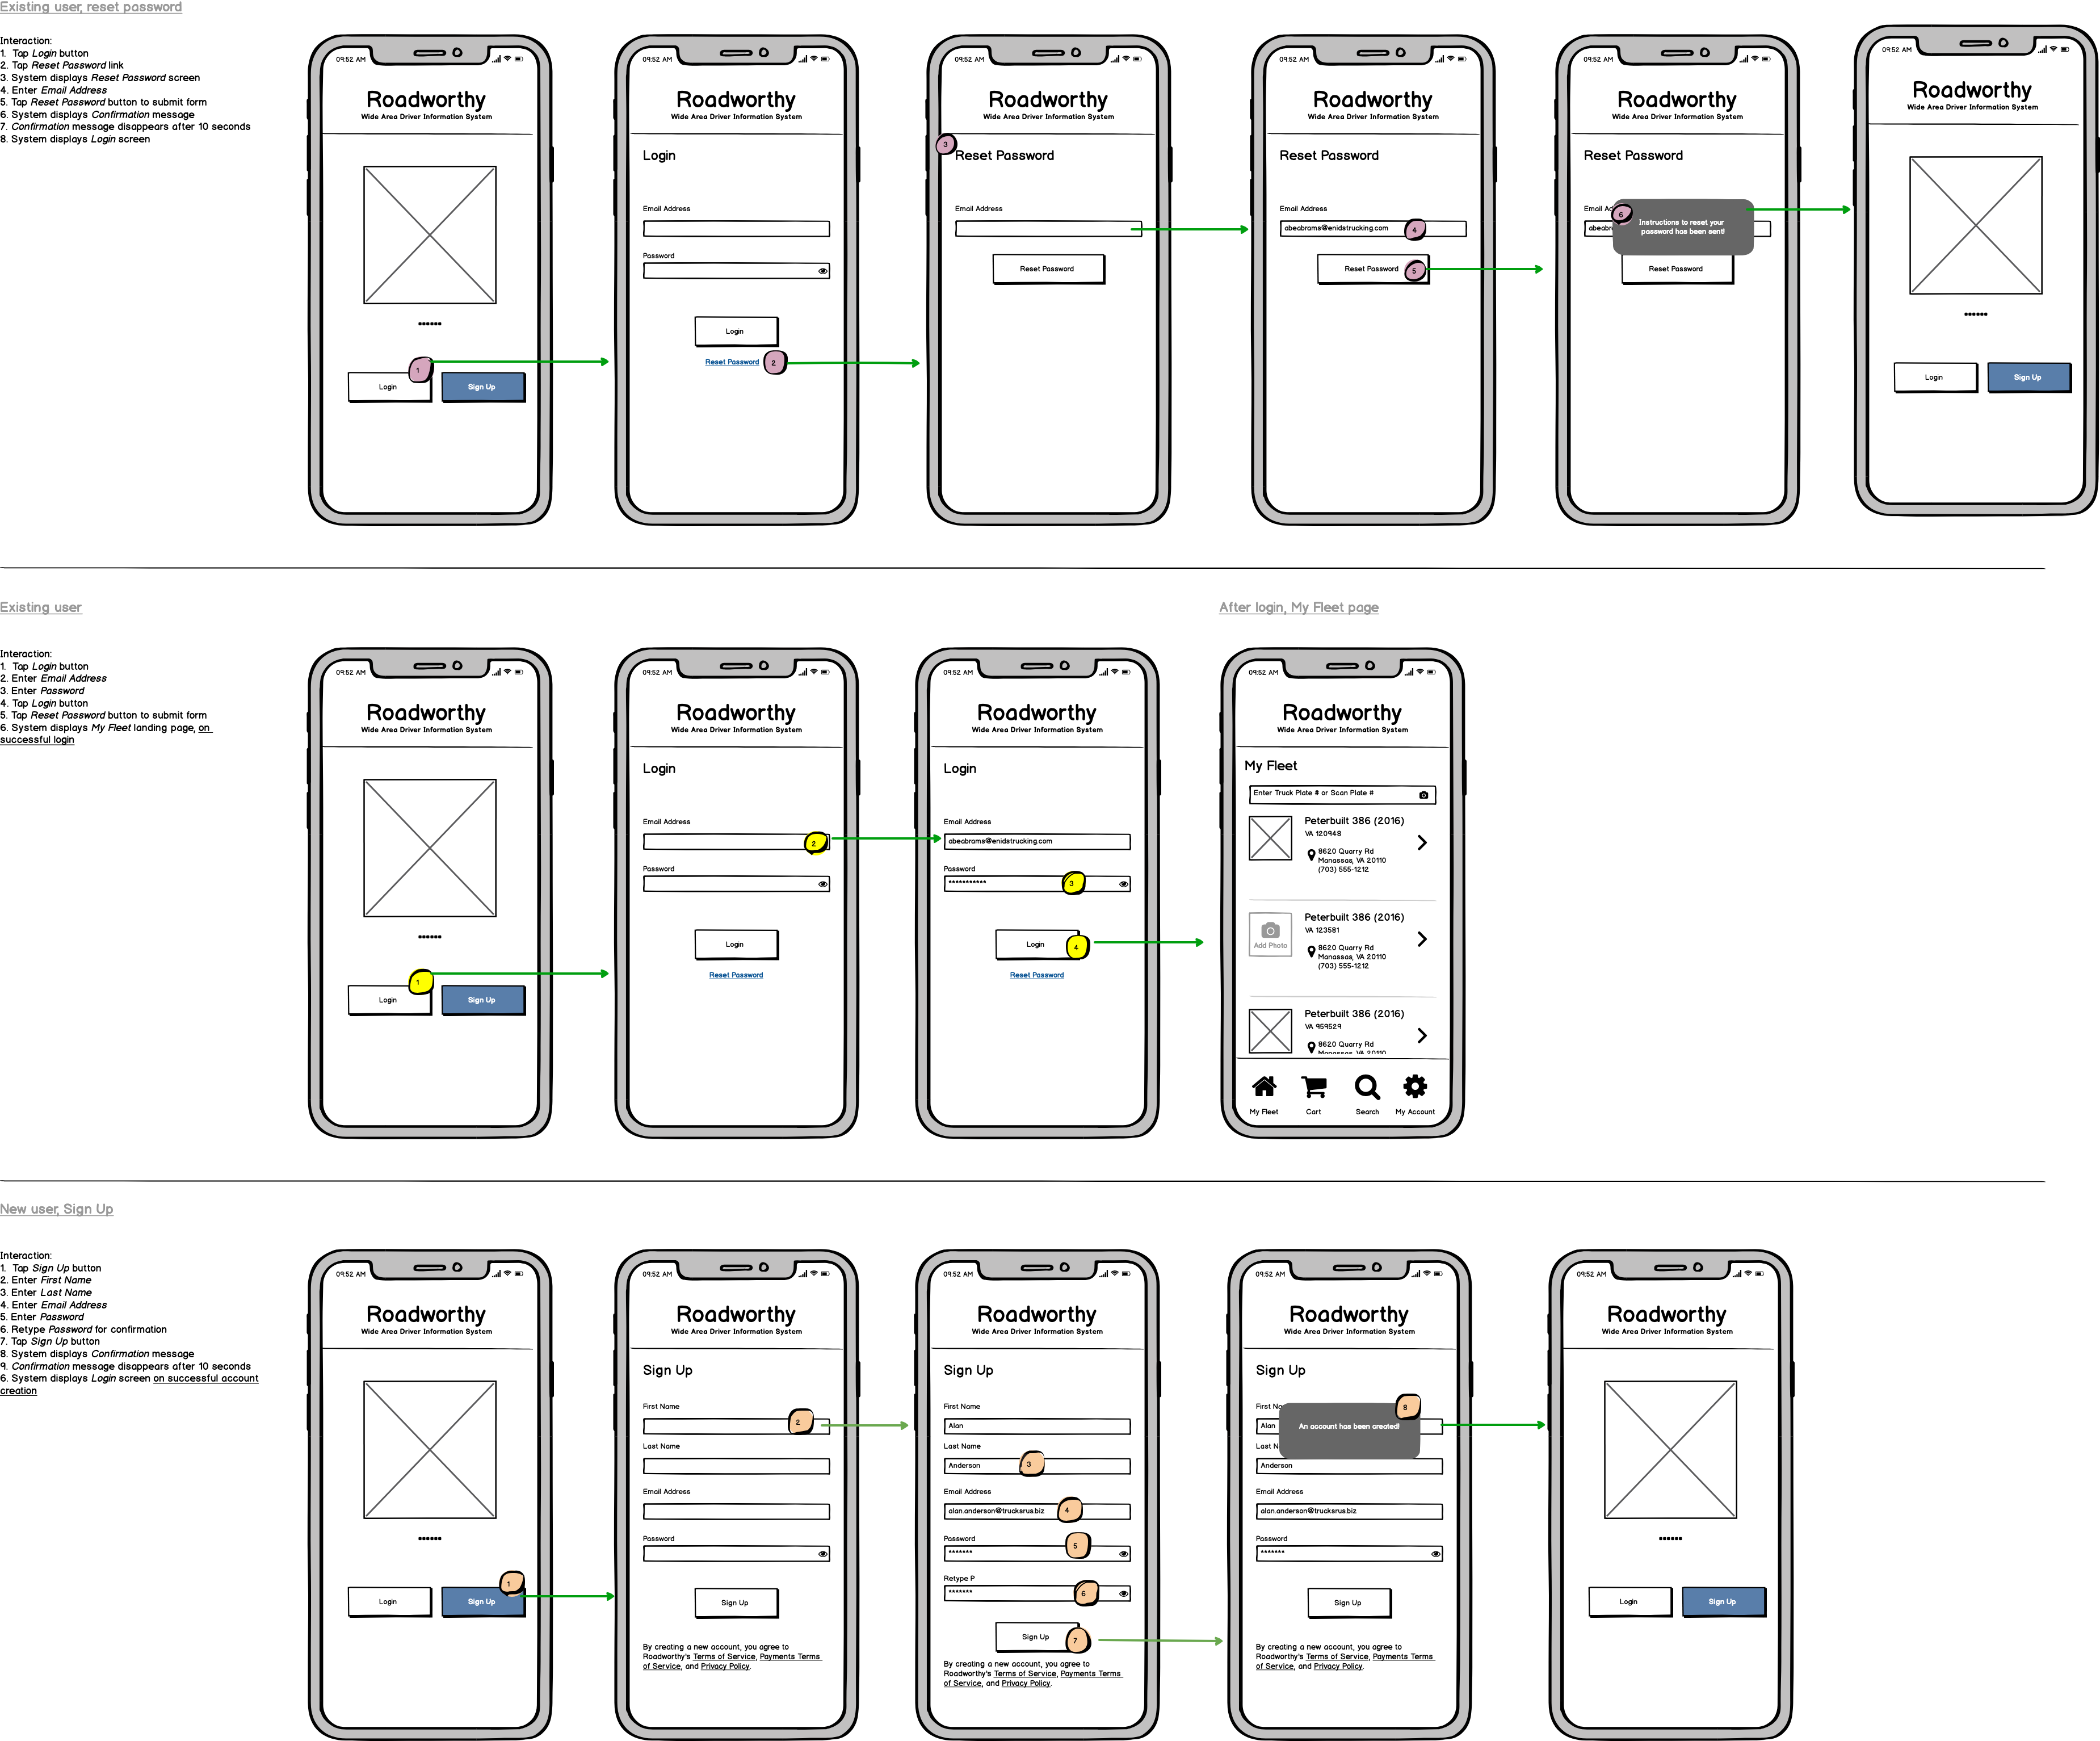 Existing user, reset password
Interaction:
1. Tap Login button
2. Tap Reset Password link
3. System displays Reset Password screen
4. Enter Email Address
5. Tap Reset Password button to submit form
6. System displays Confirmation message
7. Confirmation message disappears after 10 seconds
8. System displays Login screen
09:52 AM
Roadworthy
Wide Area Driver Information System
1
Login
Sign Up
09:52 AM
Roadworthy
Wide Area Driver Information System
Login
Email Address
Password
Login
Reset Password
2
09:52 AM
Roadworthy
Wide Area Driver Information System
3
Reset Password
Email Address
Reset Password
09:52 AM
Roadworthy
Wide Area Driver Information System
Reset Password
Email Address
abeabrams@enidstrucking.com
4
Reset Password
5
09:52 AM
Roadworthy
Wide Area Driver Information System
Reset Password
Email Ad
6
abeabr
Instructions to reset your
password has been sent!
Reset Password
09:52 AM
Roadworthy
Wide Area Driver Information System
Login
Sign Up
Existing user
Interaction:
1. Tap Login button
2. Enter Email Address
3. Enter Password
4. Tap Login button
5. Tap Reset Password button to submit form
6. System displays My Fleet landing page, on
successful login
09:52 AM
Roadworthy
Wide Area Driver Information System
1
Login
Sign Up
09:52 AM
Roadworthy
Wide Area Driver Information System
Login
Email Address
2
Password
Login
Reset Password
09:52 AM
Roadworthy
Wide Area Driver Information System
Login
Email Address
abeabrams@enidstrucking.com
Password
***********
3
Login
4
Reset Password
After login, My Fleet page
09:52 AM
Roadworthy
Wide Area Driver Information System
My Fleet
Enter Truck Plate # or Scan Plate #
Peterbuilt 386 (2016)
VA 120948
8620 Quarry Rd
Manassas, VA 20110
(703) 555-1212
Add Photo
Peterbuilt 386 (2016)
VA 123581
8620 Quarry Rd
Manassas, VA 20110
(703) 555-1212
Peterbuilt 386 (2016)
VA 959529
8620 Quarry Rd
Manassas, VA 20110
My Fleet
Cart
Search
My Account
New user, Sign Up
Interaction:
1. Tap Sign Up button
2. Enter First Name
3. Enter Last Name
4. Enter Email Address
5. Enter Password
6. Retype Password for confirmation
7. Tap Sign Up button
8. System displays Confirmation message
9. Confirmation message disappears after 10 seconds
6. System displays Login screen on successful account
creation
09:52 AM
Roadworthy
Wide Area Driver Information System
1
Login
Sign Up
09:52 AM
Roadworthy
Wide Area Driver Information System
Sign Up
First Name
2
Last Name
Email Address
Password
Sign Up
By creating a new account, you agree to
Roadworthy's Terms of Service, Payments Terms
of Service, and Privacy Policy.
09:52 AM
Roadworthy
Wide Area Driver Information System
Sign Up
First Name
Alan
Last Name
Anderson
3
Email Address
alan.anderson@trucksrus.biz
4
Password
*******
5
Retype P
*******
6
Sign Up
7
By creating a new account, you agree to
Roadworthy's Terms of Service, Payments Terms
of Service, and Privacy Policy.
09:52 AM
Roadworthy
Wide Area Driver Information System
Sign Up
First Na
8
Alan
An account has been created!
Last N
Anderson
Email Address
alan.anderson@trucksrus.biz
Password
*******
Sign Up
By creating a new account, you agree to
Roadworthy's Terms of Service, Payments Terms
of Service, and Privacy Policy.
09:52 AM
Roadworthy
Wide Area Driver Information System
Login
Sign Up